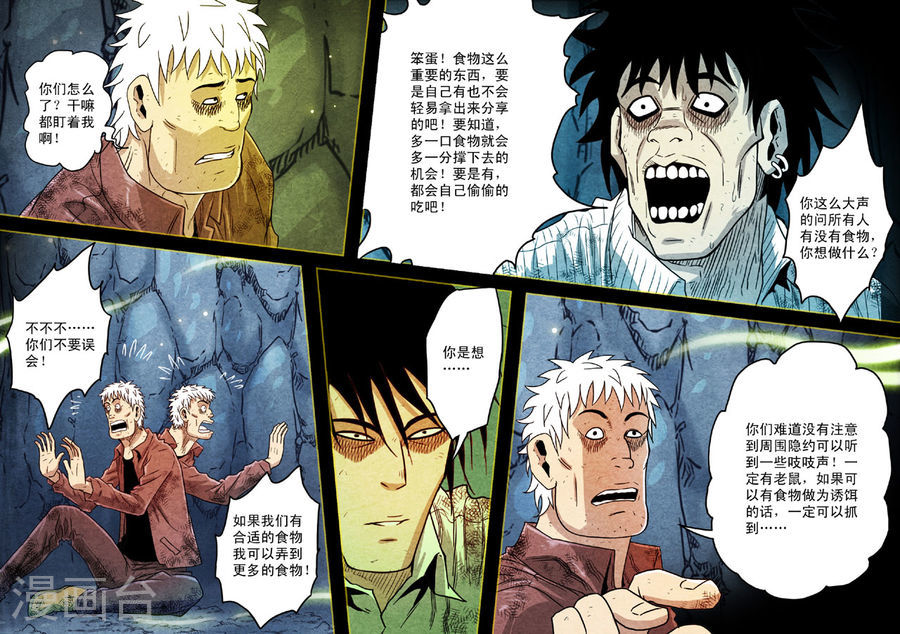 你们怎么
了？干嘛
都盯着我
啊！
笨蛋！食物这么
重要的东西，要
是自己有也不会
轻易拿出来分享
的吧！要知道，
多一口食物就会
多一分撑下去的
机会！要是有，
都会自己偷偷的
吃吧！
你这么大声
的问所有人
有没有食物，
你想做什么？
不不不……
你们不要误
会！
如果我们有
合适的食物
我可以弄到
更多的食物！
你是想
……
你们难道没有注意
到周围隐约可以听
到一些吱吱声！一
定有老鼠，如果可
以有食物做为诱饵
的话，一定可以抓
到……
漫画台